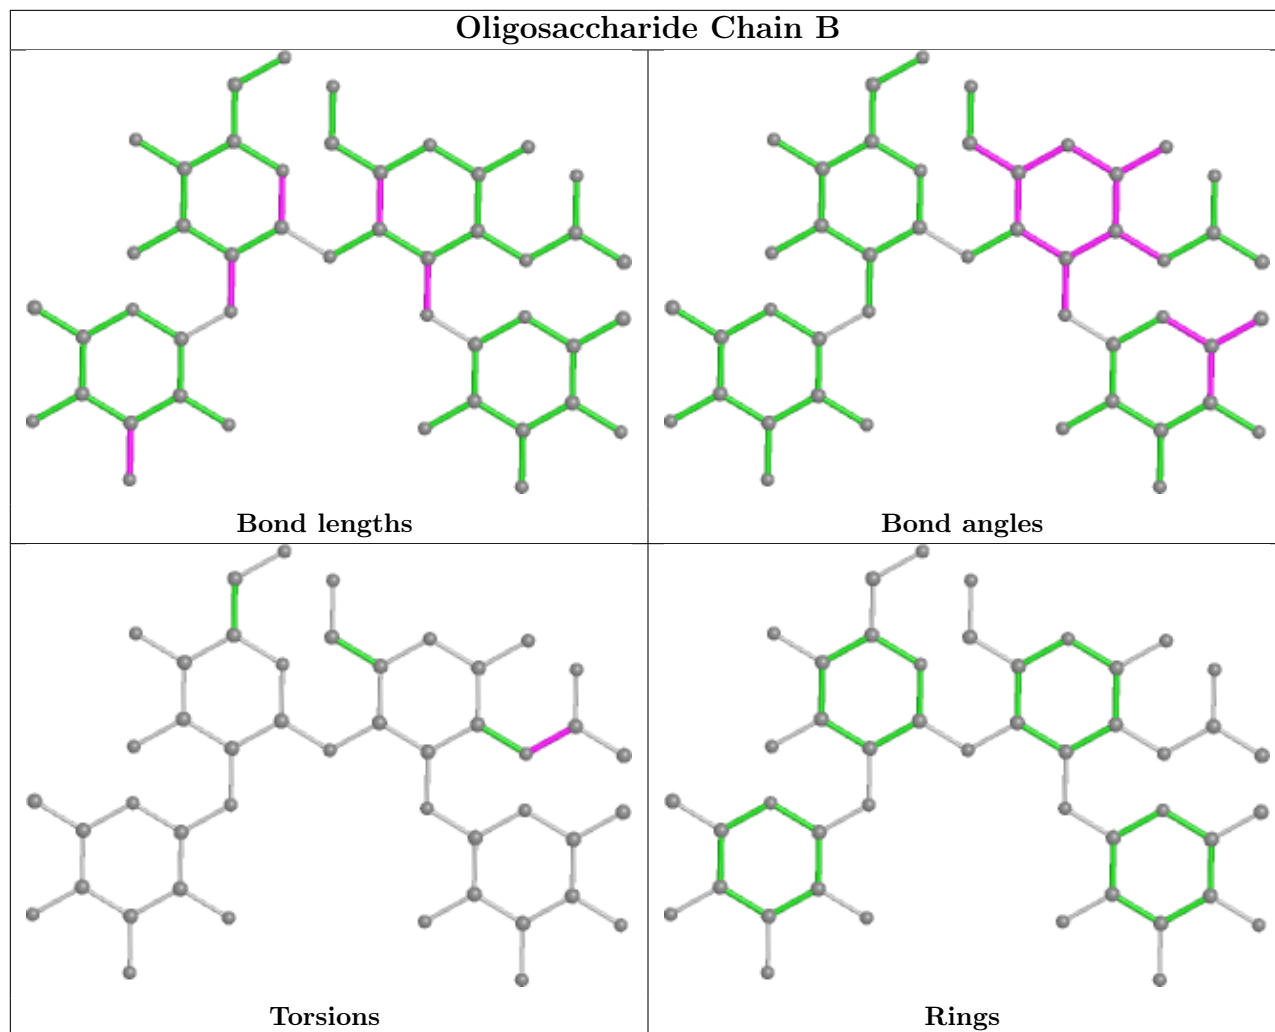 Oligosaccharide Chain B
Bond lengths
Bond angles
Torsions
Rings